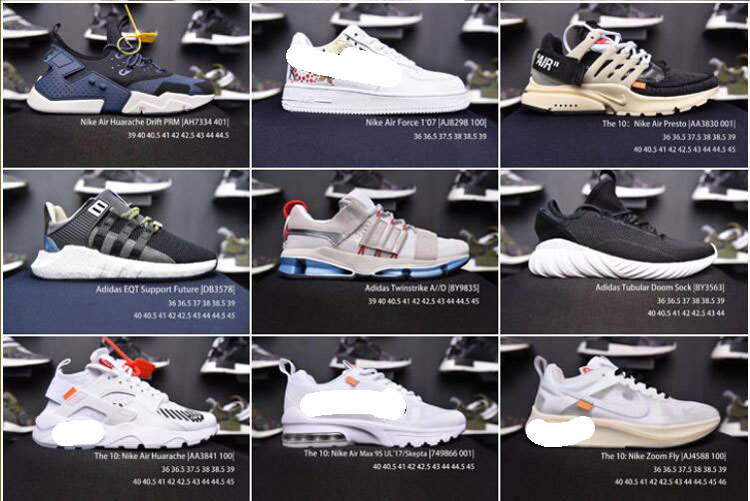 Nike Air Huarache Drift PRM |AH7334 401|
39 40 40.5 41 42 42.5 43 44 44.5
Nike Air Force 1'07 |AJ8298 100|
36 36.5 37.5 38 38.5 39
AIR
The 10: Nike Air Presto |AA3830 001|
36 36.5 37.5 38 38.5 39
40 40.5 41 42 42.5 43 44 44.5 45
Adidas EQT Support Future |DB3578|
36 36.5 37 38 38.5 39
40 40.5 41 42 42.5 43 44 44.5 45
Adidas Twinstrike A//D |BY9835|
39 40 40.5 41 42 42.5 43 44 44.5 45
Adidas Tubular Doom Sock |BY3563|
36 36.5 37 38 38.5 39
40 40.5 41 42 42.5 43 44
The 10: Nike Air Huarache |AA3841 100|
36 36.5 37.5 38 38.5 39
40 40.5 41 42 42.5 43 44 44.5 45
The 10: Nike Air Max 95 UL'17/Skepta |749866 001|
40 40.5 41 42 42.5 43 44 44.5 45
The 10: Nike Zoom Fly |AJ4588 100|
36 36.5 37.5 38 38.5 39
40 40.5 41 42 42.5 43 44 44.5 45 46